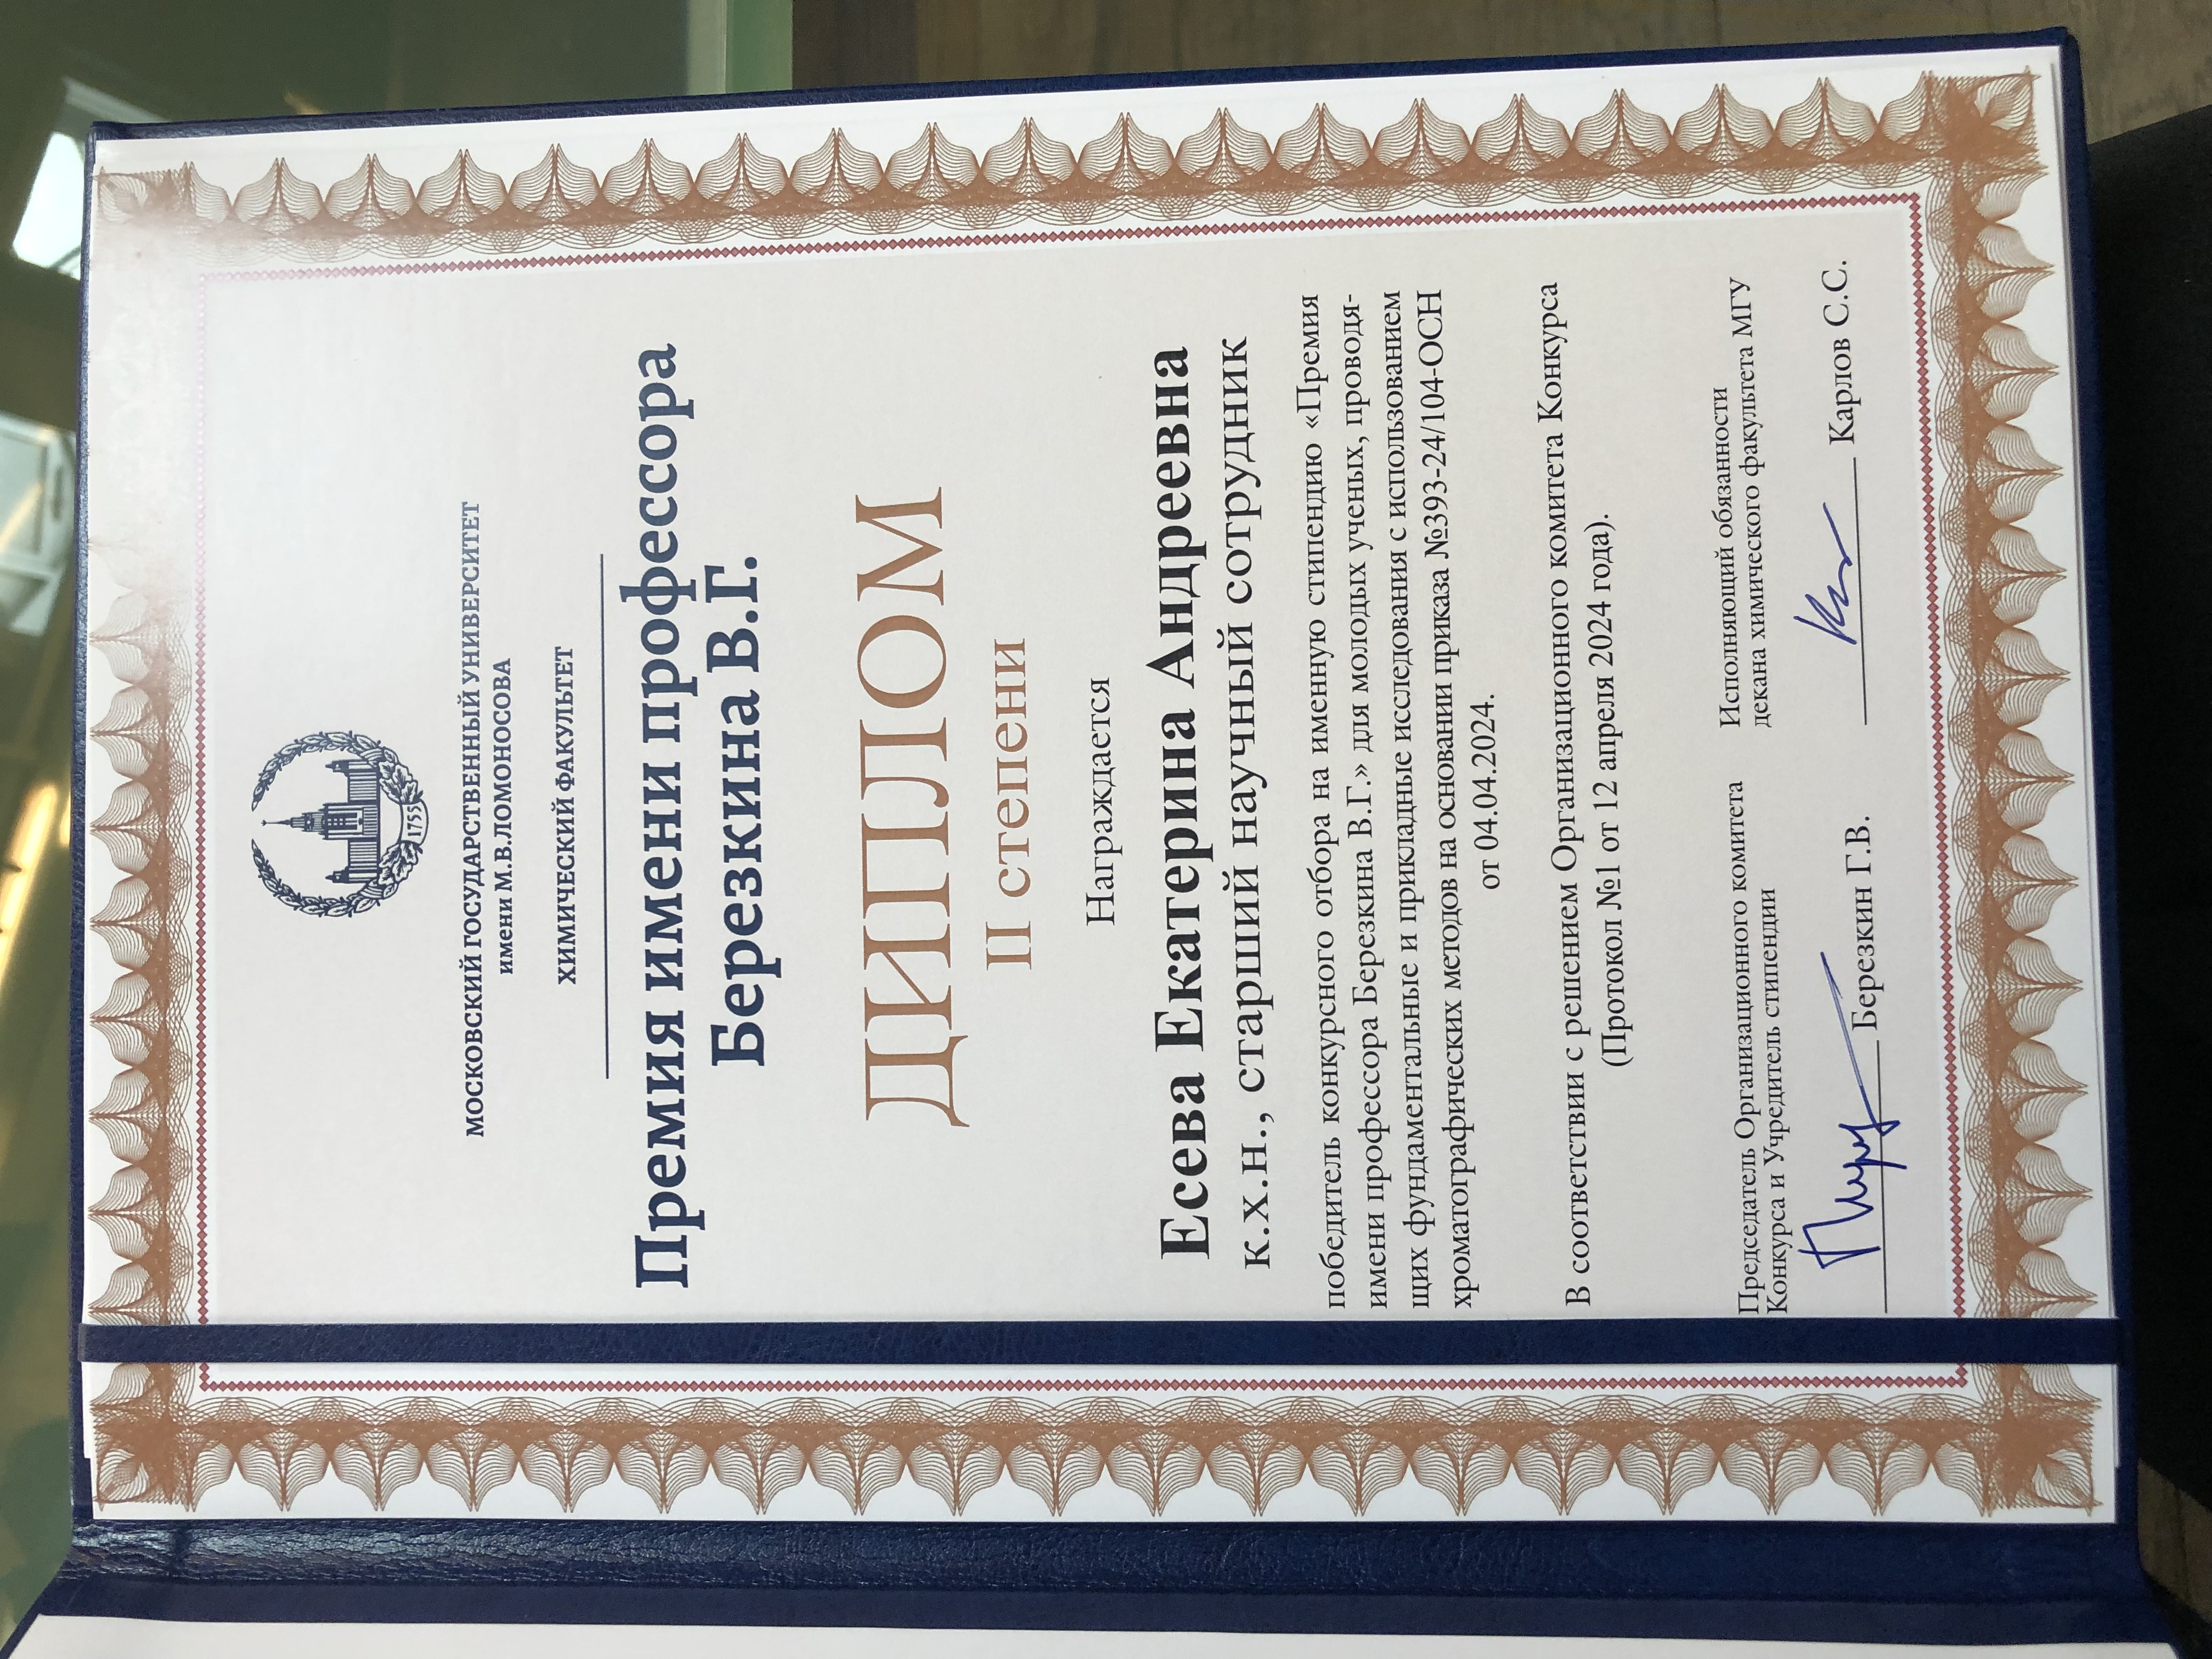 1755
МОСКОВСКИЙ ГОСУДАРСТВЕННЫЙ УНИВЕРСИТЕТ
имени М.В.ЛОМОНОСОВА
ХИМИЧЕСКИЙ ФАКУЛЬТЕТ
Премия имени профессора
Березкина В.Г.
ДИПЛОМ
II степени
Награждается
Есева Екатерина Андреевна
к.х.н., старший научный сотрудник
победитель конкурсного отбора на именную стипендию «Премия
имени профессора Березкина В.Г.» для молодых ученых, проводя-
щих фундаментальные и прикладные исследования с использованием
хроматографических методов на основании приказа №393-24/104-ОСН
от 04.04.2024.
В соответствии с решением Организационного комитета Конкурса
(Протокол №1 от 12 апреля 2024 года).
Председатель Организационного комитета
Конкурса и Учредитель стипендии
Березкин Г.В.
Исполняющий обязанности
декана химического факультета МГУ
Карлов С.С.